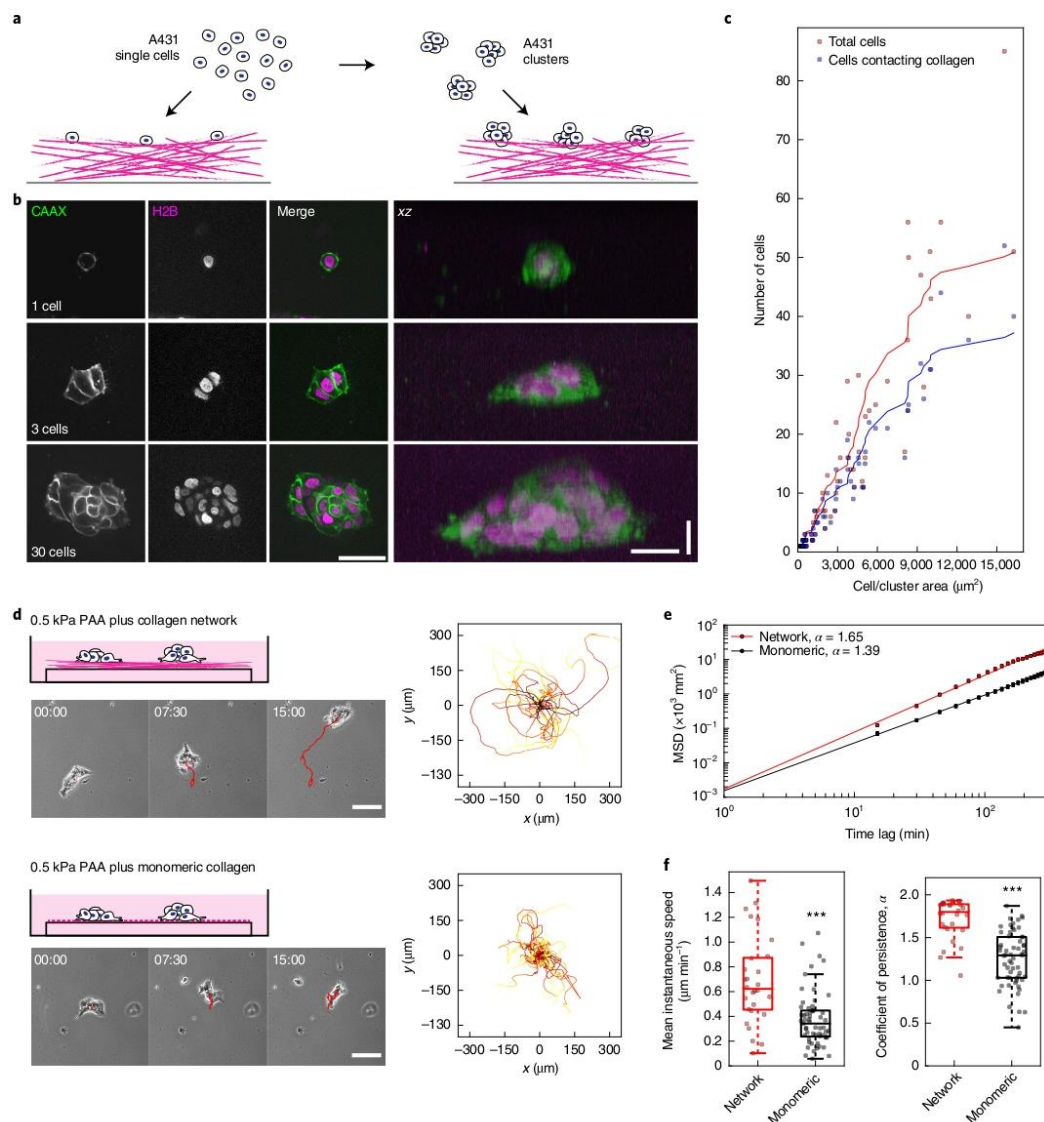 a
A431
single cells
A431
clusters
b
CAAX
H2B
Merge
xz
1 cell
3 cells
30 cells
c
Total cells
Cells contacting collagen
Number of cells
80
70
60
50
40
30
20
10
0
0
3,000
6,000
9,000
12,000
15,000
Cell/cluster area (μm²)
d
0.5 kPa PAA plus collagen network
00:00
07:30
15:00
y (μm)
300
150
0
−150
−130
−300
−150
0
150
300
x (μm)
0.5 kPa PAA plus monomeric collagen
00:00
07:30
15:00
y (μm)
300
150
0
−150
−130
−300
−150
0
150
300
x (μm)
e
Network, α = 1.65
Monomeric, α = 1.39
MSD (×10³ mm²)
10²
10¹
10⁰
10⁻¹
10⁻²
10⁻³
10⁰
10¹
10²
Time lag (min)
f
Mean instantaneous speed
(μm min⁻¹)
1.4
1.2
1.0
0.8
0.6
0.4
0.2
0
***
Network
Monomeric
Coefficient of persistence, α
2.0
1.5
1.0
0.5
0
***
Network
Monomeric